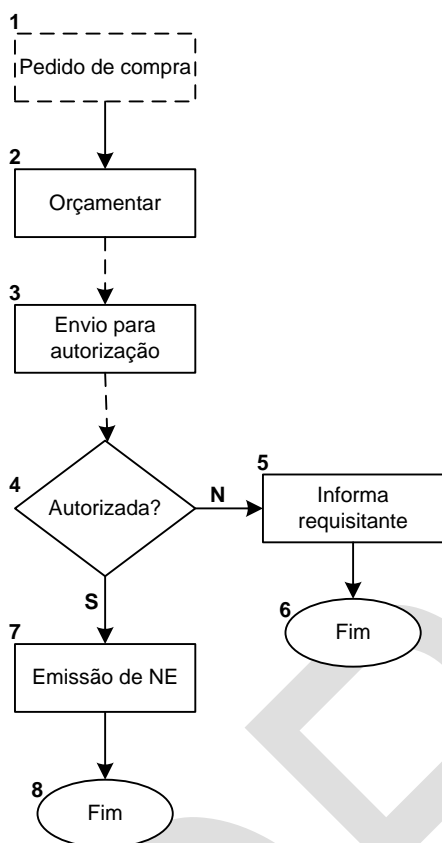 1
Pedido de compra
2
Orçamentar
3
Envio para
autorização
4
Autorizada?
N
5
Informa
requisitante
6
Fim
S
7
Emissão de NE
8
Fim